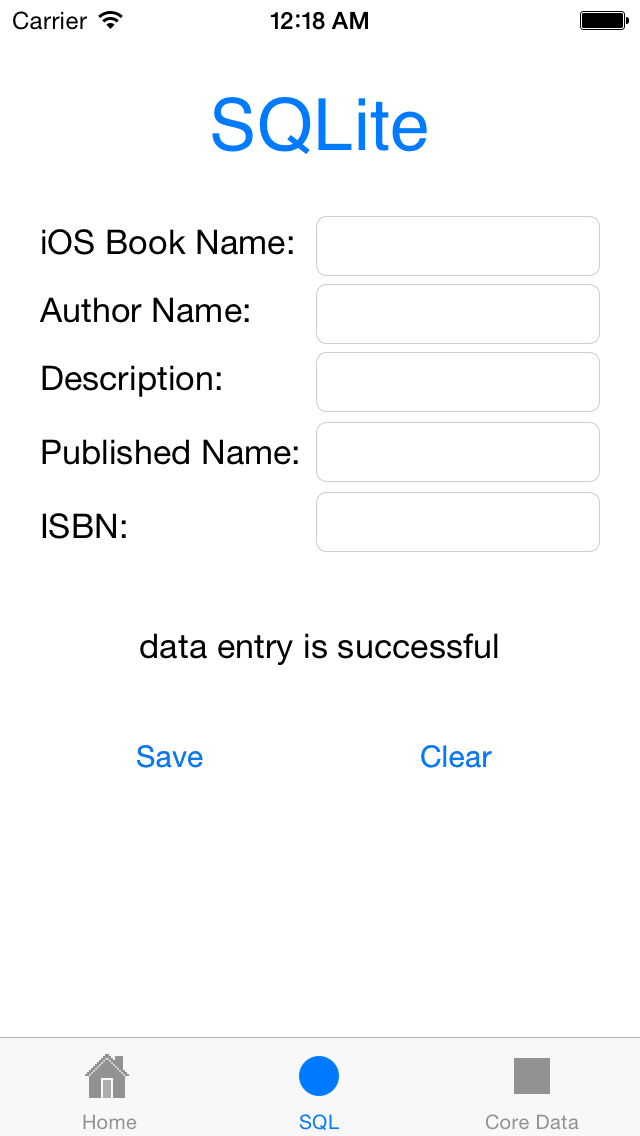 Carrier 12:18 AM
SQLite
iOS Book Name:
Author Name:
Description:
Published Name:
ISBN:
data entry is successful
Save Clear
Home SQL Core Data